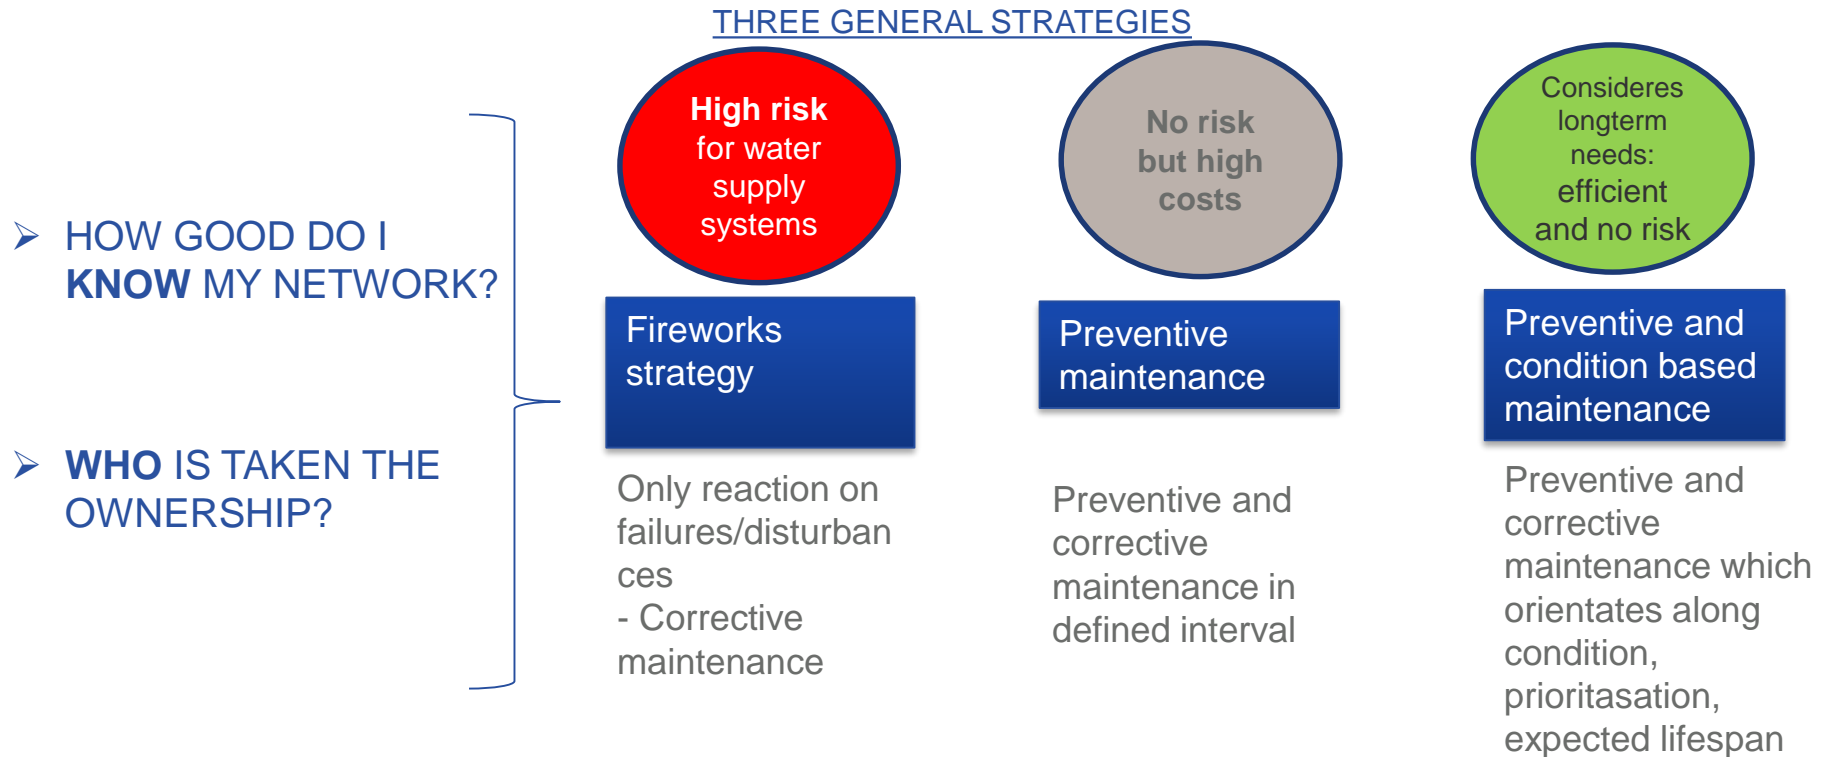 THREE GENERAL STRATEGIES
➢ HOW GOOD DO I
KNOW MY NETWORK?
➢ WHO IS TAKEN THE
OWNERSHIP?
High risk
for water
supply
systems
Fireworks
strategy
Only reaction on
failures/disturban
ces
- Corrective
maintenance
No risk
but high
costs
Preventive
maintenance
Preventive and
corrective
maintenance in
defined interval
Consideres
longterm
needs:
efficient
and no risk
Preventive and
condition based
maintenance
Preventive and
corrective
maintenance which
orientates along
condition,
prioritasation,
expected lifespan